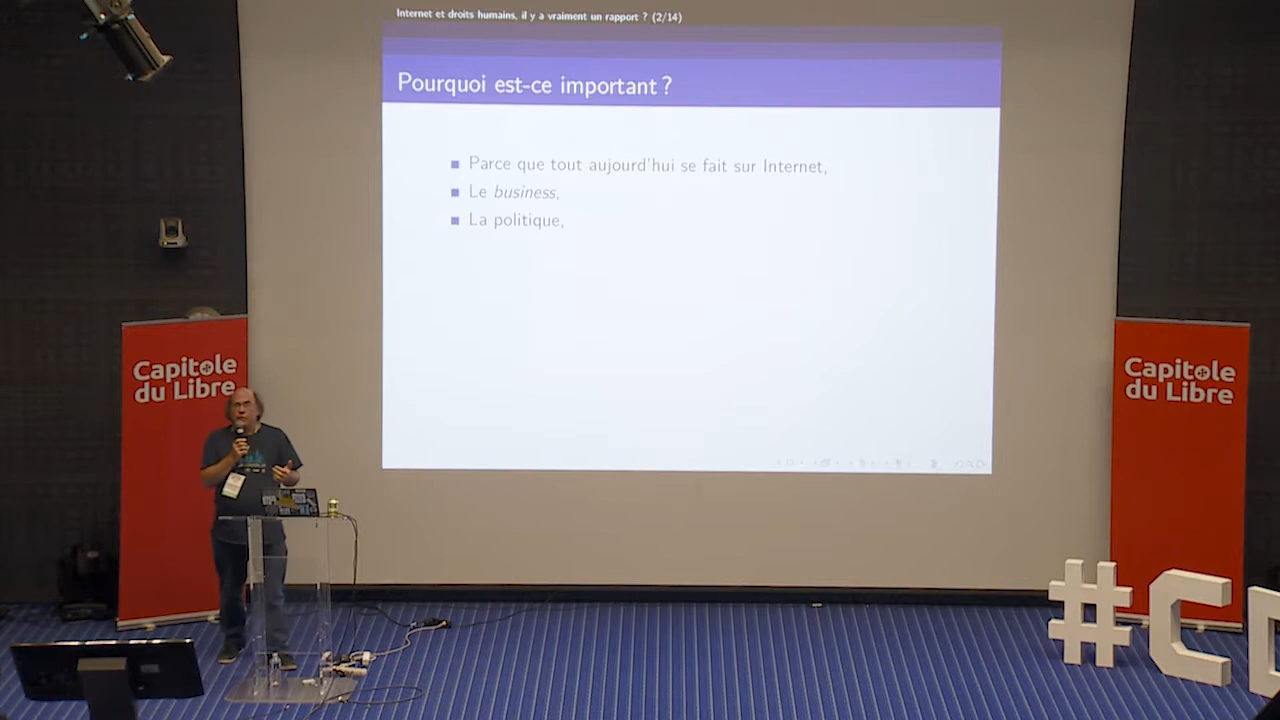 Internet et droits humains, il y a vraiment un rapport ? (2/14)
Pourquoi est-ce important ?
Parce que tout aujourd'hui se fait sur Internet,
Le business,
La politique,
Capitole
du Libre
Capitole
du Libre
#C